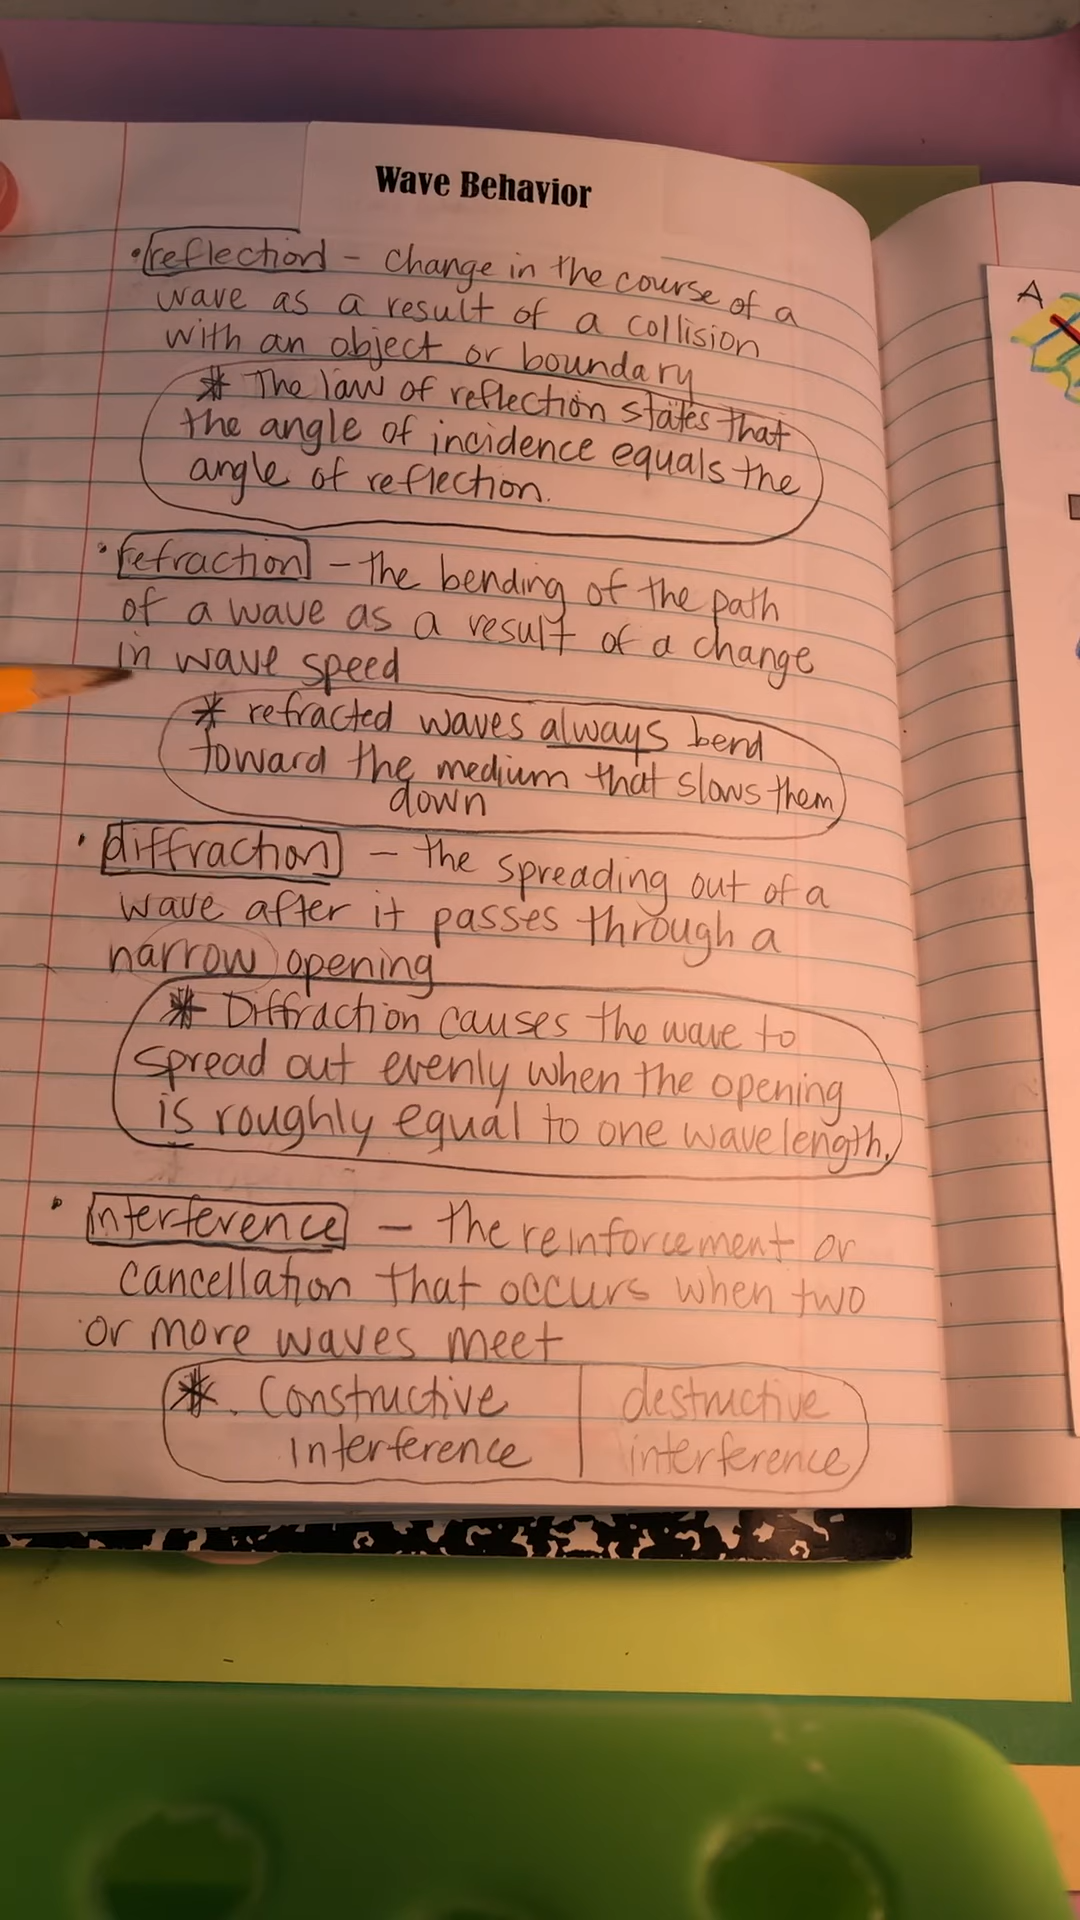 Wave Behavior
• reflection - change in the course of a
wave as a result of a collision
with an object or boundary
* The law of reflection states that
the angle of incidence equals the
angle of reflection.
• refraction - the bending of the path
of a wave as a result of a change
in wave speed
* refracted waves always bend
toward the medium that slows them
down
• diffraction - the spreading out of a
wave after it passes through a
narrow opening
* Diffraction causes the wave to
spread out evenly when the opening
is roughly equal to one wavelength.
• interference - the reinforcement or
cancellation that occurs when two
or more waves meet
*. Constructive | destructive
interference | interference
A